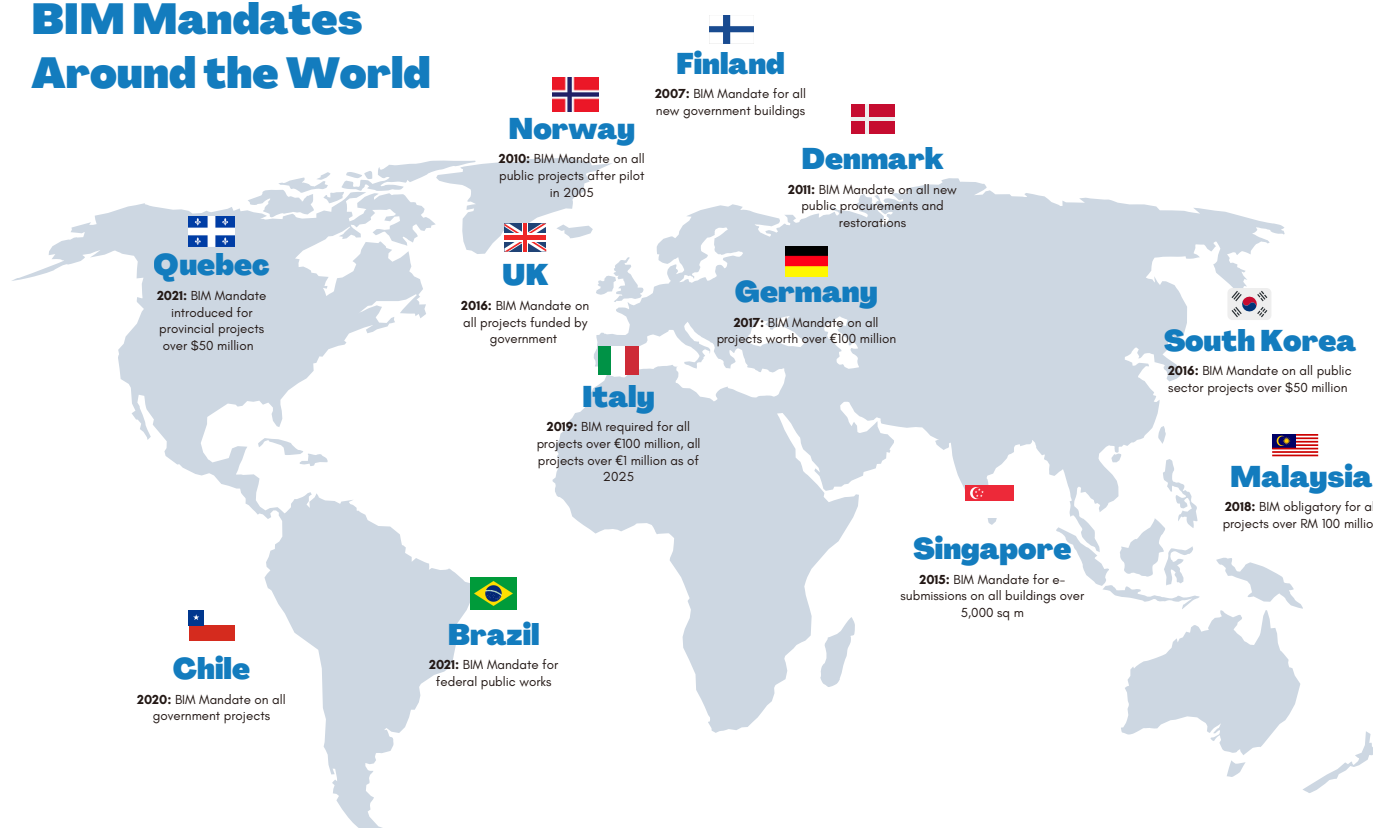 BIM Mandates
Around the World
Finland
2007: BIM Mandate for all
new government buildings
Norway
2010: BIM Mandate on all
public projects after pilot
in 2005
Denmark
2011: BIM Mandate on all new
public procurements and
restorations
Quebec
2021: BIM Mandate
introduced for
provincial projects
over $50 million
UK
2016: BIM Mandate on
all projects funded by
government
Germany
2017: BIM Mandate on all
projects worth over €100 million
South Korea
2016: BIM Mandate on all public
sector projects over $50 million
Italy
2019: BIM required for all
projects over €100 million, all
projects over €1 million as of
2025
Malaysia
2018: BIM obligatory for
projects over RM 100
Singapore
2015: BIM Mandate for e-
submissions on all buildings over
5,000 sq m
Brazil
2021: BIM Mandate for
federal public works
Chile
2020: BIM Mandate on all
government projects